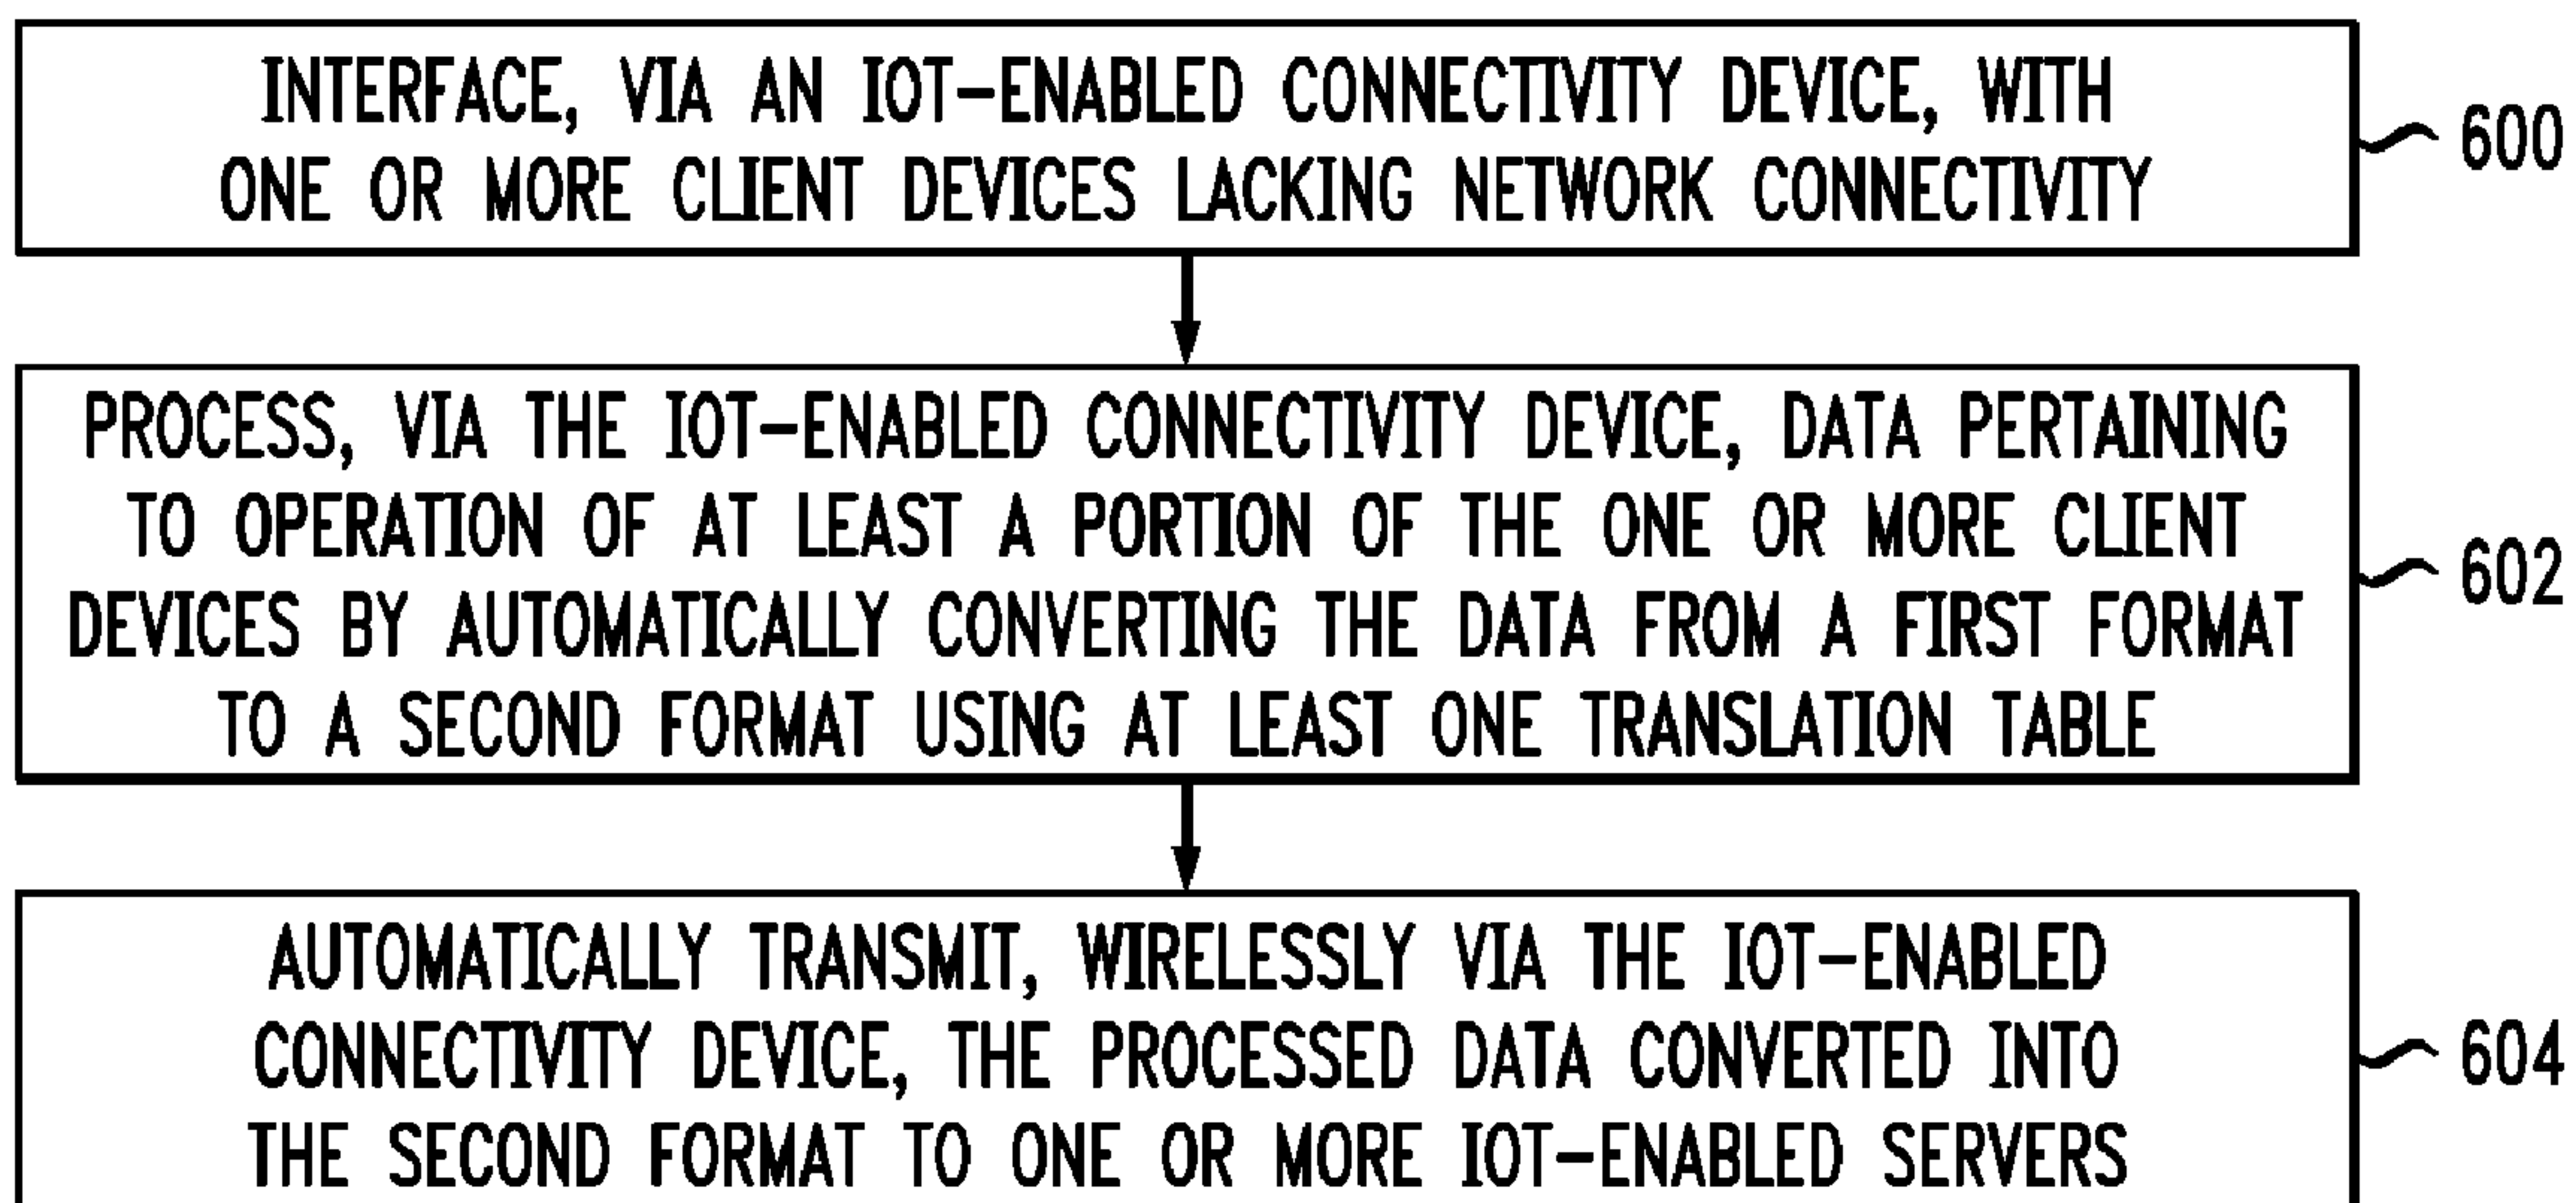 INTERFACE, VIA AN IOT-ENABLED CONNECTIVITY DEVICE, WITH
ONE OR MORE CLIENT DEVICES LACKING NETWORK CONNECTIVITY
600
PROCESS, VIA THE IOT-ENABLED CONNECTIVITY DEVICE, DATA PERTAINING
TO OPERATION OF AT LEAST A PORTION OF THE ONE OR MORE CLIENT
DEVICES BY AUTOMATICALLY CONVERTING THE DATA FROM A FIRST FORMAT
TO A SECOND FORMAT USING AT LEAST ONE TRANSLATION TABLE
602
AUTOMATICALLY TRANSMIT, WIRELESSLY VIA THE IOT-ENABLED
CONNECTIVITY DEVICE, THE PROCESSED DATA CONVERTED INTO
THE SECOND FORMAT TO ONE OR MORE IOT-ENABLED SERVERS
604